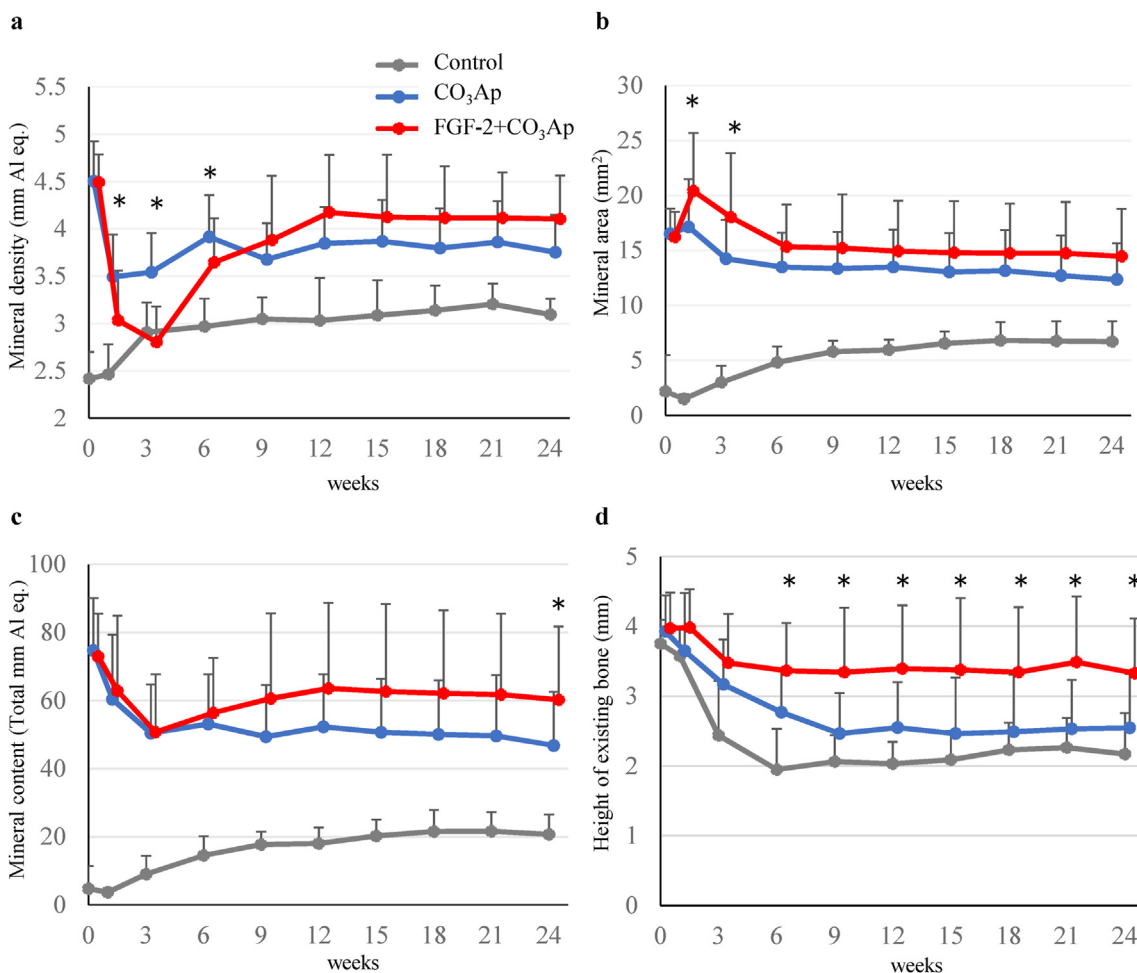 a
Control
CO₃Ap
FGF-2+CO₃Ap
Mineral density (mm Al eq.)
5.5
5
4.5
4
3.5
3
2.5
2
* * *
0 3 6 9 12 15 18 21 24
weeks
b
Mineral area (mm²)
30
25
20
15
10
5
0
* *
0 3 6 9 12 15 18 21 24
weeks
c
Mineral content (Total mm Al eq.)
100
80
60
40
20
0
*
0 3 6 9 12 15 18 21 24
weeks
d
Height of existing bone (mm)
5
4
3
2
1
0
* * * * * * *
0 3 6 9 12 15 18 21 24
weeks